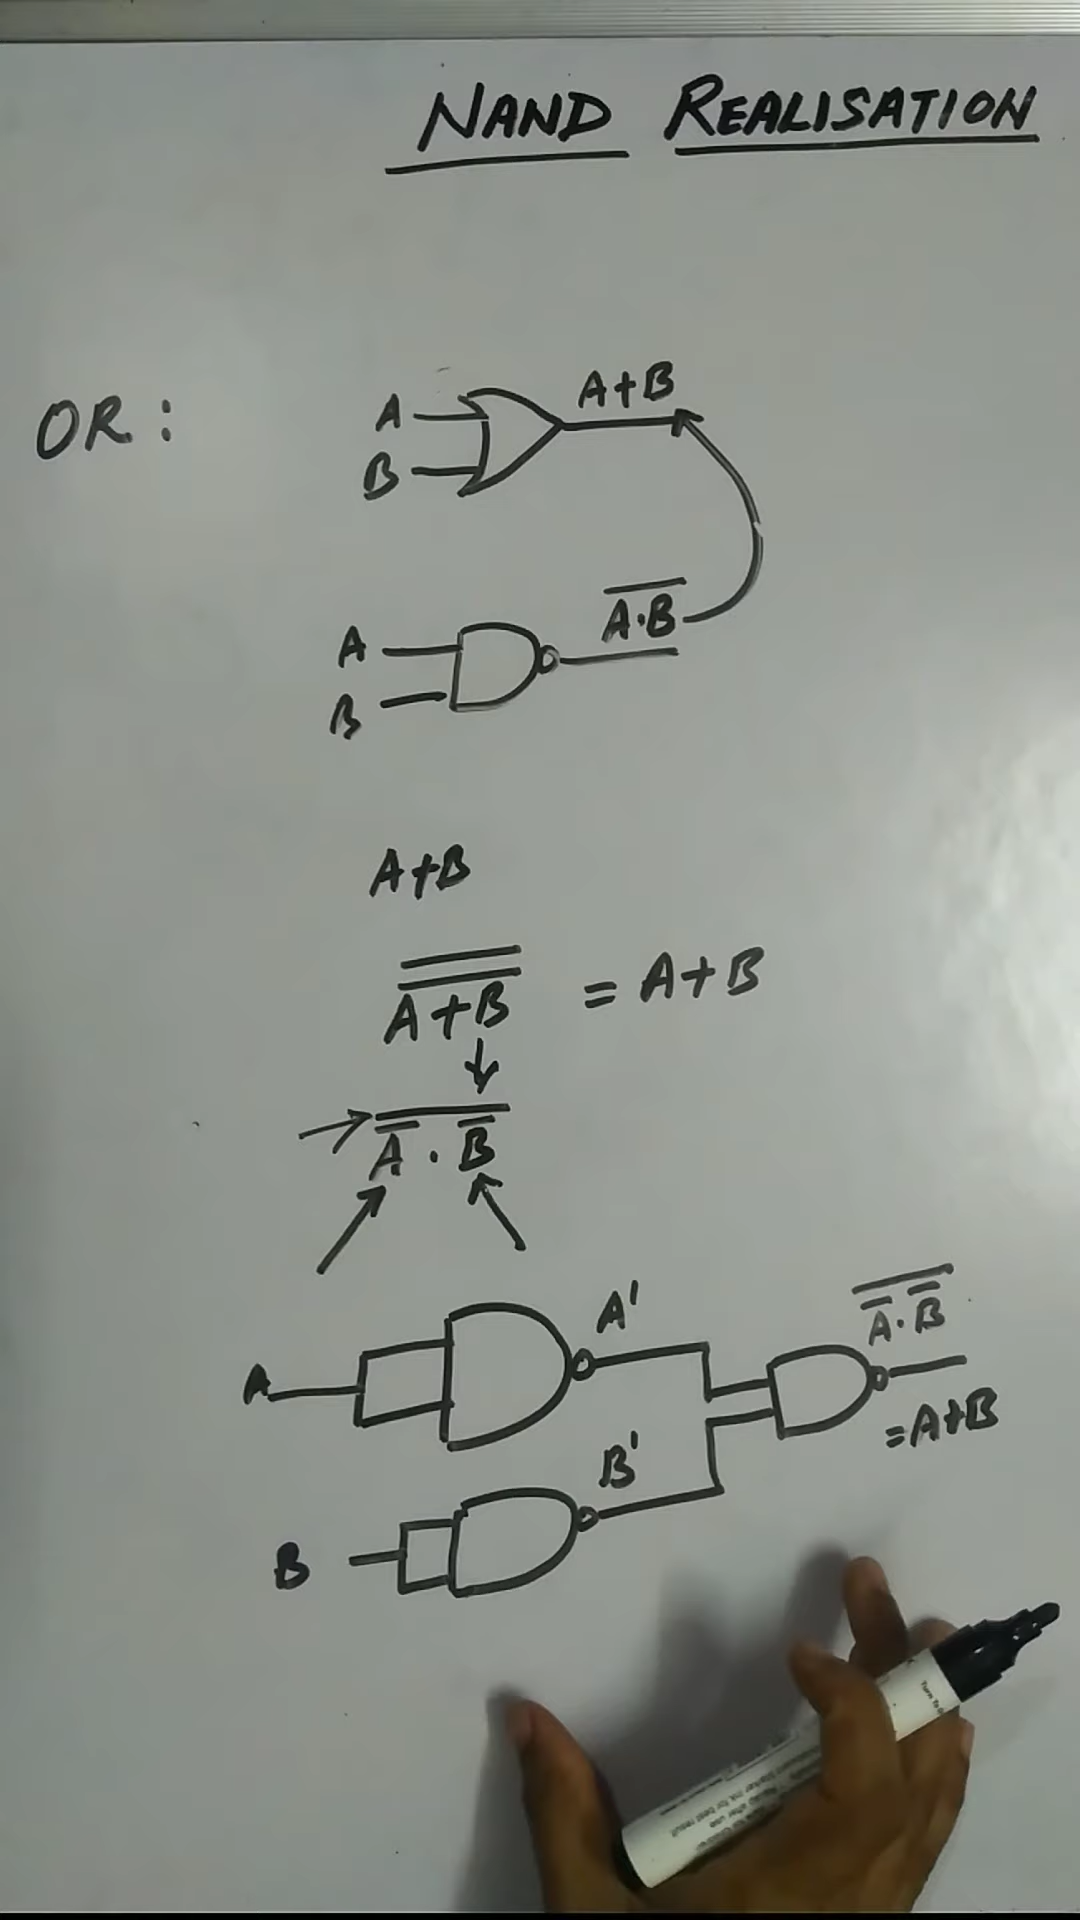 NAND REALISATION
OR :
A
B
A+B
A
B
A̅·̅B̅
A+B
A̿+̿B̿ = A+B
A̅ . B̅
A
A'
B
B'
A̅ . B̅
= A+B